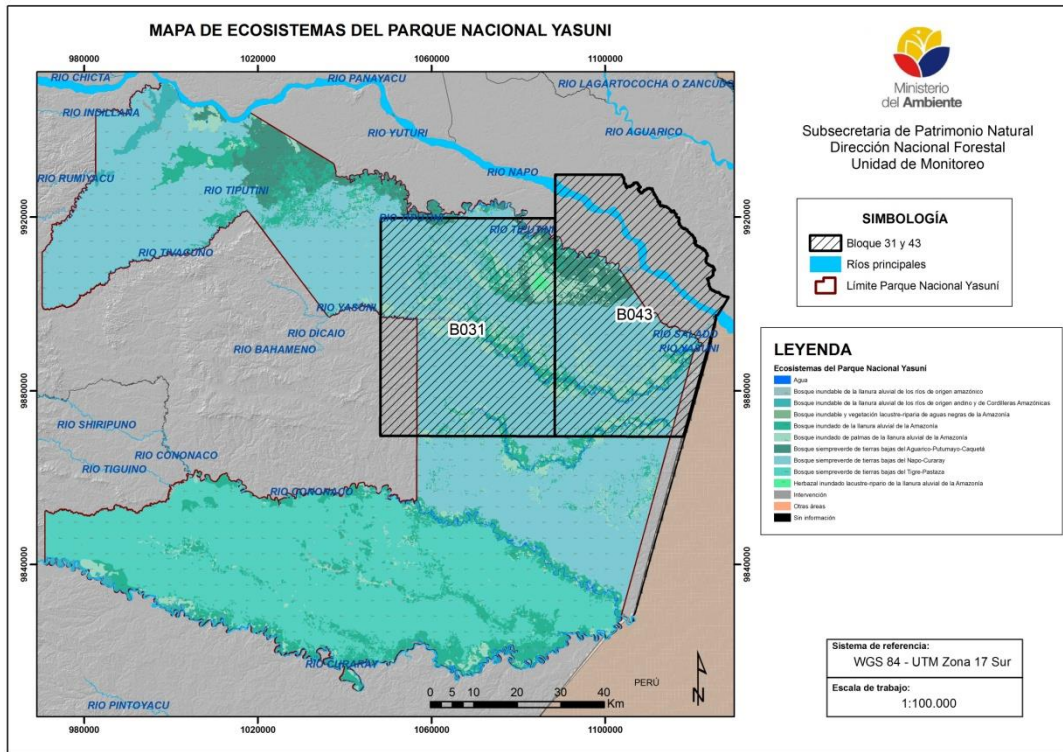 MAPA DE ECOSISTEMAS DEL PARQUE NACIONAL YASUNI
980000
1020000
1060000
1100000
RIO CHICTA
RIO PANAYACU
RIO LAGARTOCOCHA O ZANCUDO
RIO INDILLANA
RIO YUTURI
RIO AGUARICO
RIO RUMIYACU
RIO TIPUTINI
RIO NAPO
9920000
9920000
RIO TIPUTINI
RIO TIVACUNO
RIO YASUNI
B031
B043
RIO DICAIO
RIO SALADO
RIO BAHAMENO
RIO YASUNI
9880000
9880000
RIO SHIRIPUNO
RIO CONONACO
RIO TIGUINO
RIO CONONACO
9840000
9840000
RIO CURARAY
PERÚ
RIO PINTOYACU
0 5 10 20 30 40
Km
N
980000
1020000
1060000
1100000
Ministerio
del Ambiente
Subsecretaria de Patrimonio Natural
Dirección Nacional Forestal
Unidad de Monitoreo
SIMBOLOGÍA
Bloque 31 y 43
Ríos principales
Límite Parque Nacional Yasuní
LEYENDA
Ecosistemas del Parque Nacional Yasuni
Agua
Bosque inundable de la llanura aluvial de los ríos de origen amazónico
Bosque inundable de la llanura aluvial de los ríos de origen andino y de Cordilleras Amazónicas
Bosque inundable y vegetación lacustre-riparia de aguas negras de la Amazonía
Bosque inundado de la llanura aluvial de la Amazonía
Bosque inundado de palmas de la llanura aluvial de la Amazonía
Bosque siempreverde de tierras bajas del Aguarico-Putumayo-Caquetá
Bosque siempreverde de tierras bajas del Napo-Curaray
Bosque siempreverde de tierras bajas del Tigre-Pastaza
Herbazal inundado lacustre-ripario de la llanura aluvial de la Amazonía
Intervención
Otras áreas
Sin información
Sistema de referencia:
WGS 84 - UTM Zona 17 Sur
Escala de trabajo:
1:100.000